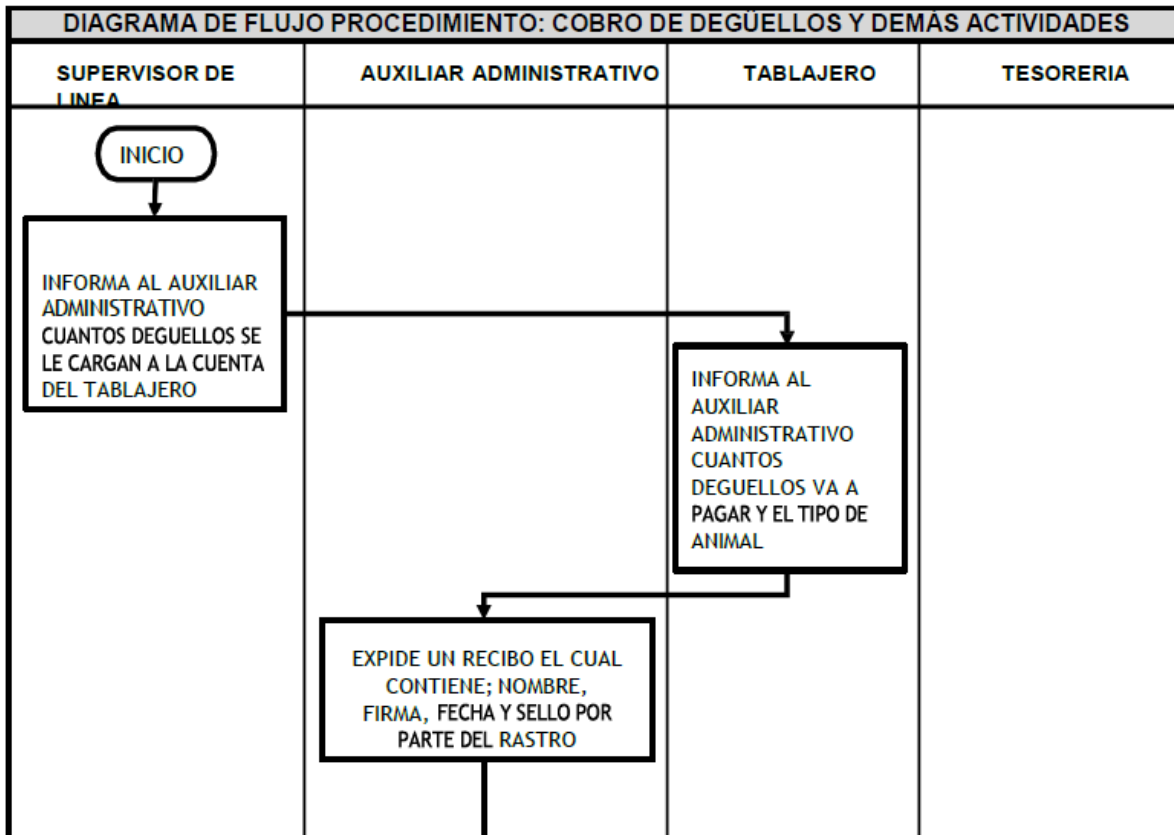 DIAGRAMA DE FLUJO PROCEDIMIENTO: COBRO DE DEGÜELLOS Y DEMÁS ACTIVIDADES
SUPERVISOR DE
LINEA
AUXILIAR ADMINISTRATIVO
TABLAJERO
TESORERIA
INICIO
INFORMA AL AUXILIAR
ADMINISTRATIVO
CUANTOS DEGUELLOS SE
LE CARGAN A LA CUENTA
DEL TABLAJERO
INFORMA AL
AUXILIAR
ADMINISTRATIVO
CUANTOS
DEGUELLOS VA A
PAGAR Y EL TIPO DE
ANIMAL
EXPIDE UN RECIBO EL CUAL
CONTIENE; NOMBRE,
FIRMA, FECHA Y SELLO POR
PARTE DEL RASTRO